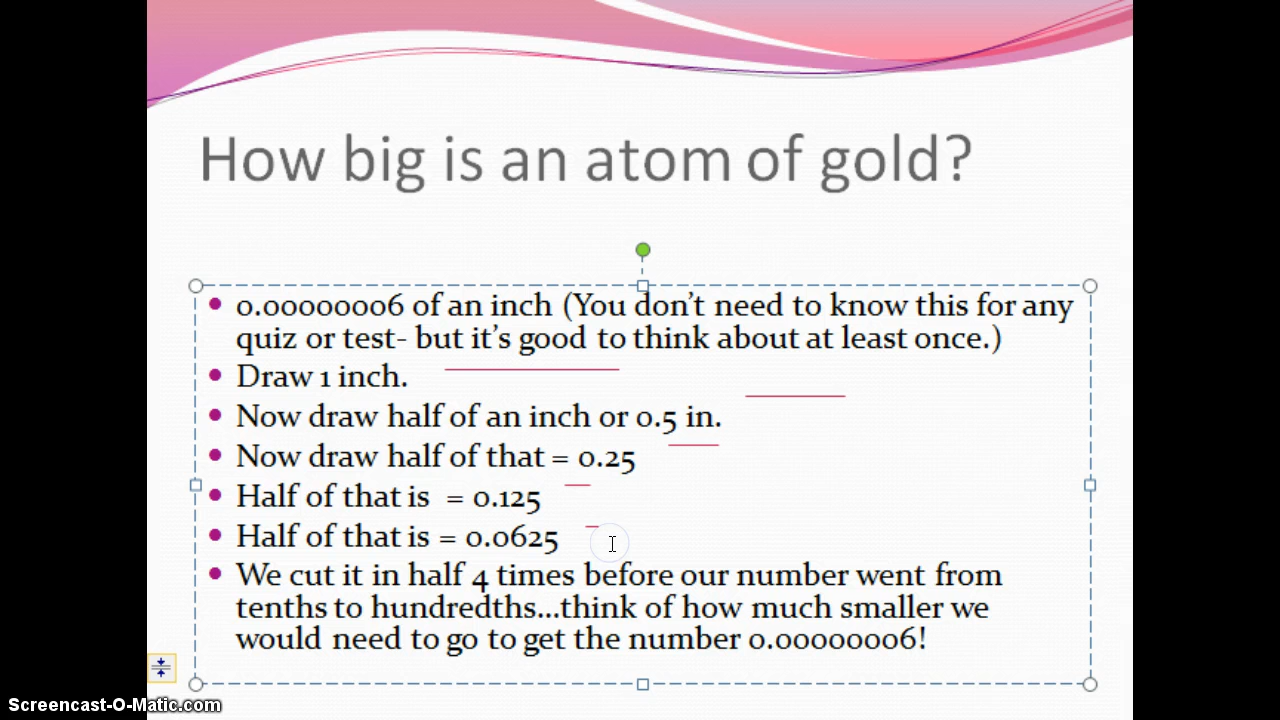 How big is an atom of gold?
0.00000006 of an inch (You don't need to know this for any
quiz or test- but it's good to think about at least once.)
Draw 1 inch.
Now draw half of an inch or 0.5 in.
Now draw half of that = 0.25
Half of that is = 0.125
Half of that is = 0.0625
We cut it in half 4 times before our number went from
tenths to hundredths...think of how much smaller we
would need to go to get the number 0.00000006!
Screencast-O-Matic.com